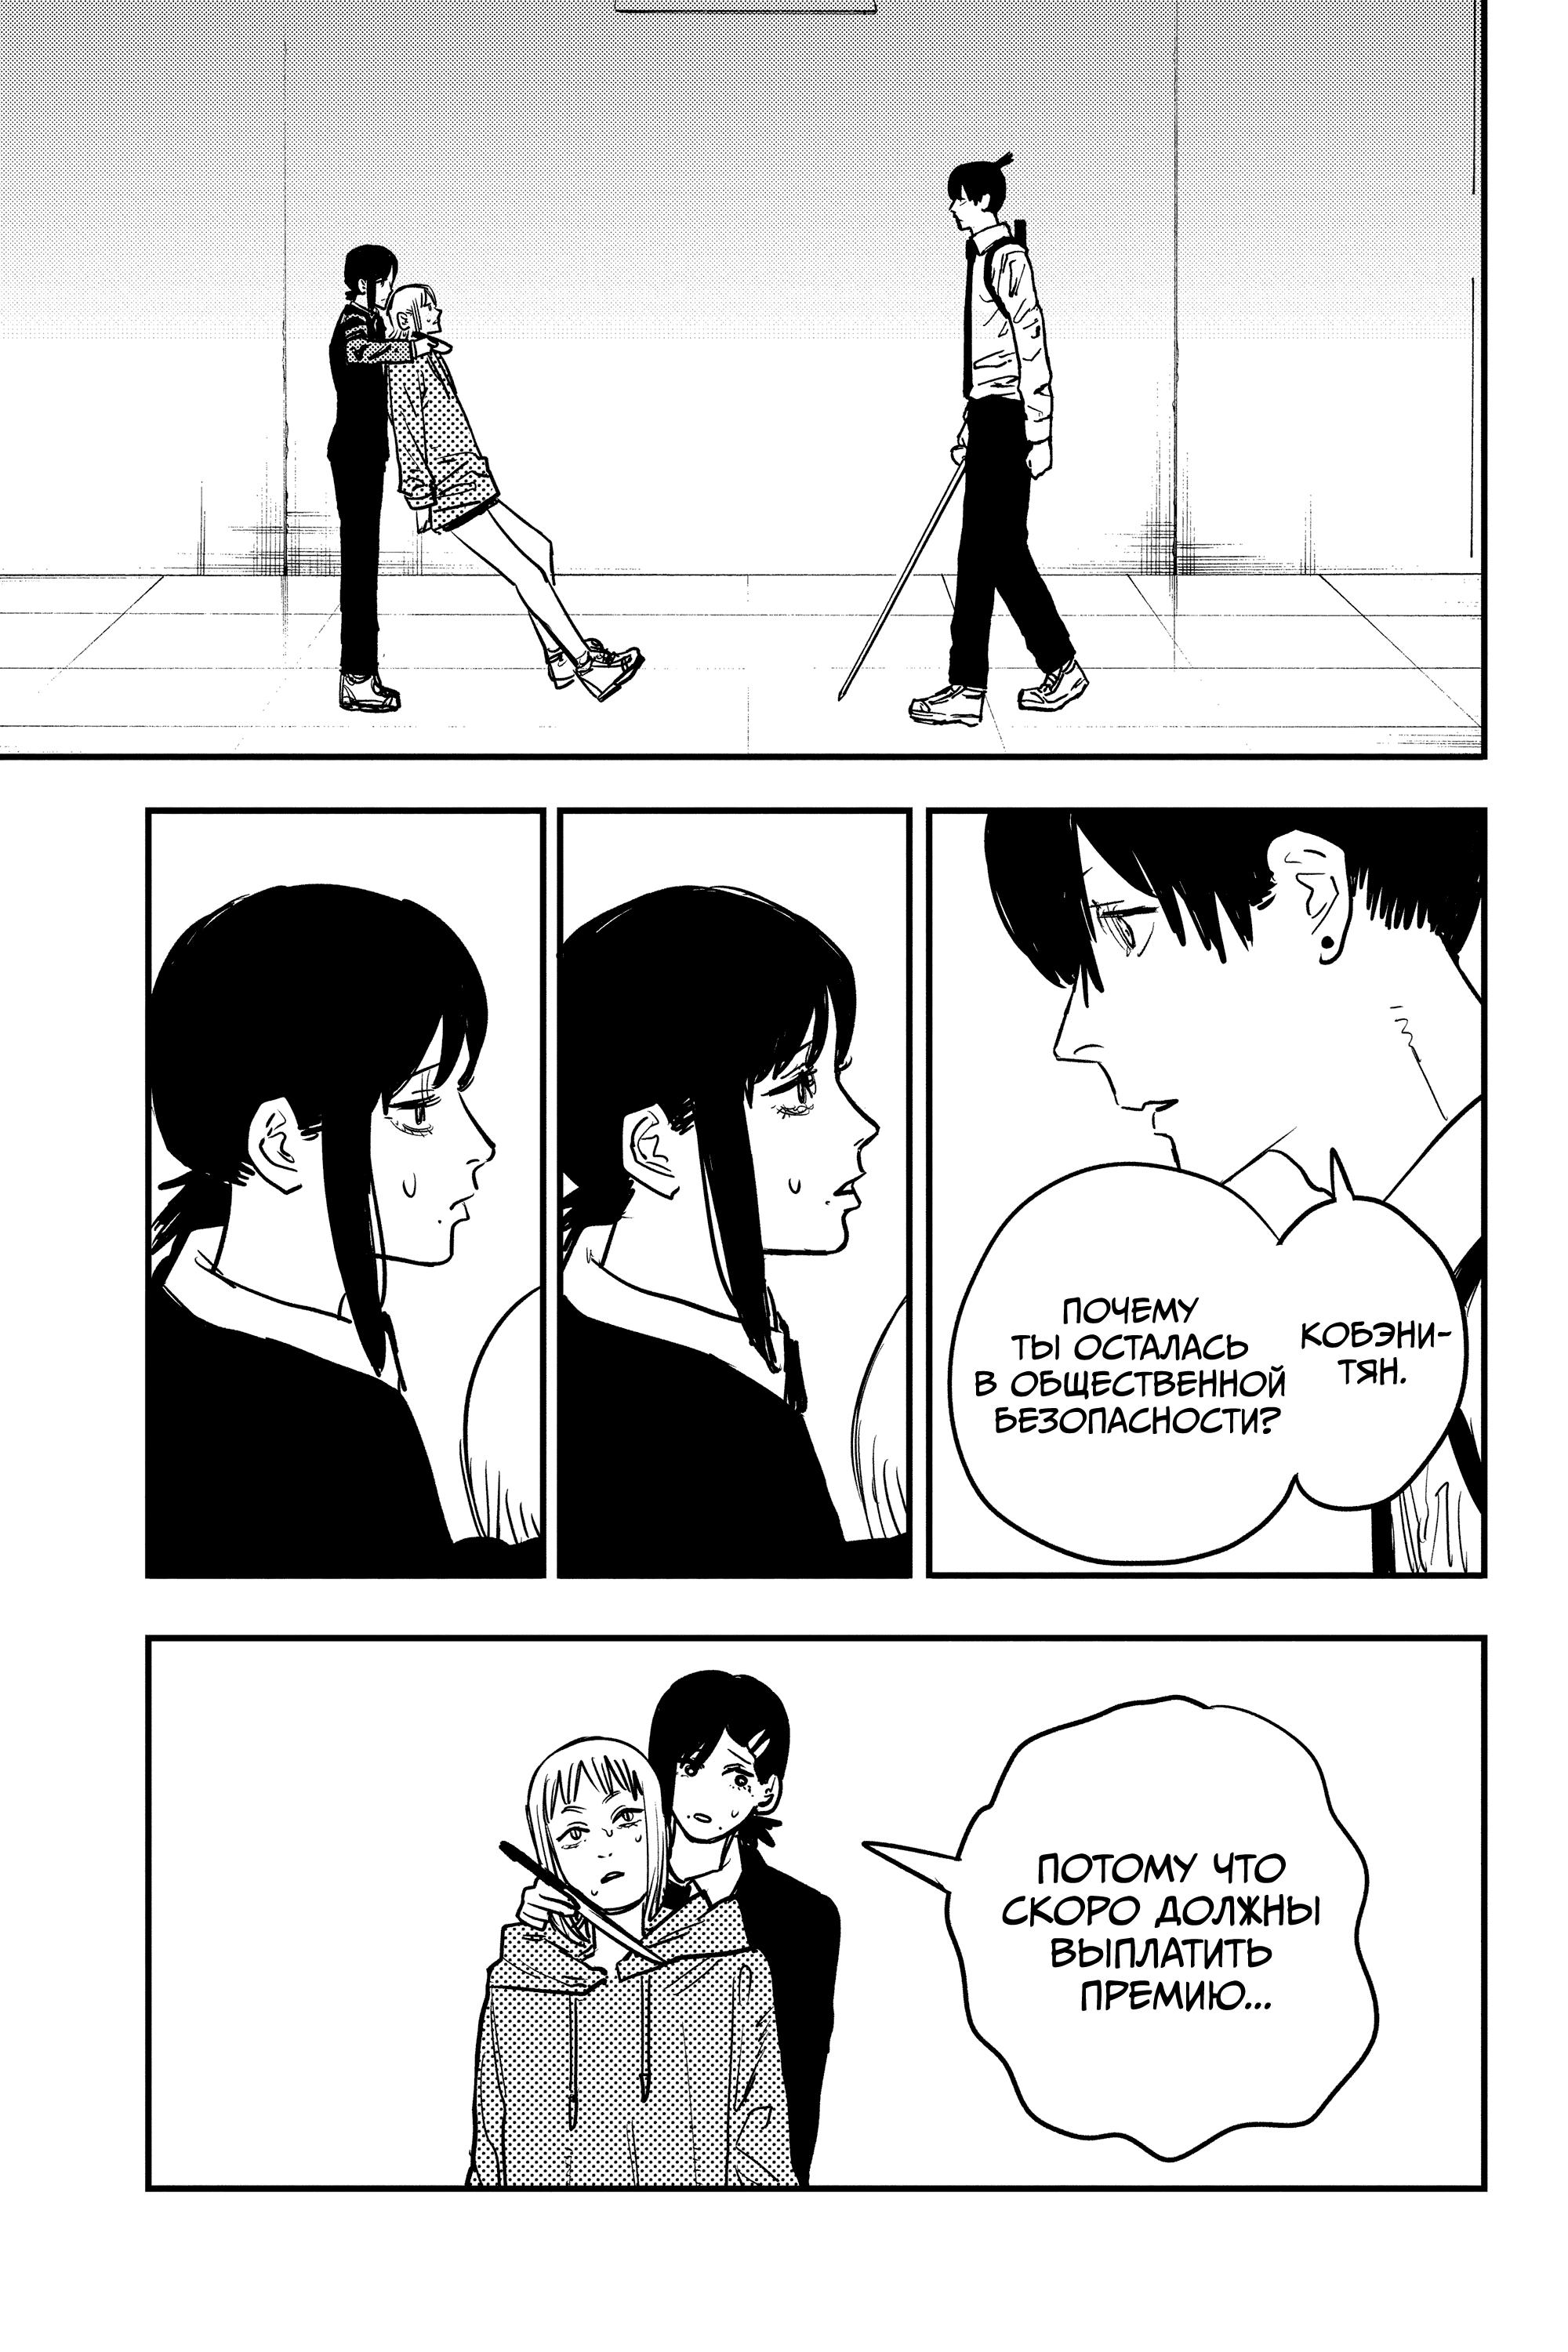 КОБЭНИ-
ТЯН.
ПОЧЕМУ
ТЫ ОСТАЛАСЬ
В ОБЩЕСТВЕННОЙ
БЕЗОПАСНОСТИ?
ПОТОМУ ЧТО
СКОРО ДОЛЖНЫ
ВЫПЛАТИТЬ
ПРЕМИЮ...